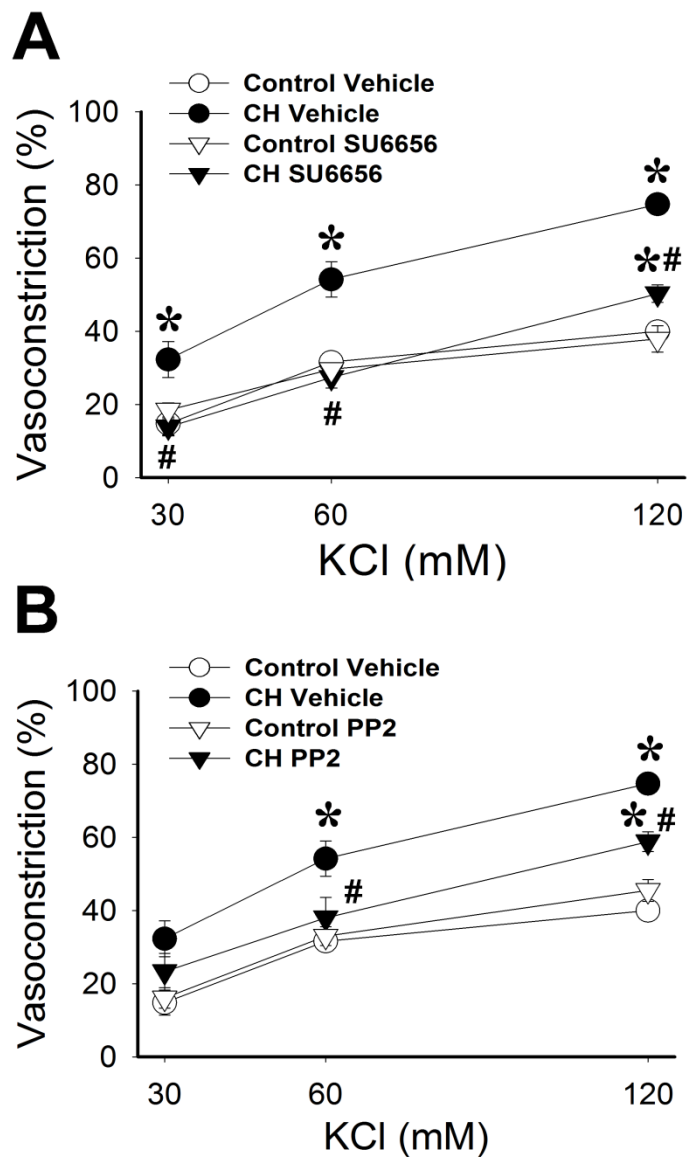 A
Control Vehicle
CH Vehicle
Control SU6656
CH SU6656
Vasoconstriction (%)
100
80
60
40
20
0
*
*
*
*#
#
#
30 60 120
KCl (mM)
B
Control Vehicle
CH Vehicle
Control PP2
CH PP2
Vasoconstriction (%)
100
80
60
40
20
0
*
*
*#
#
30 60 120
KCl (mM)